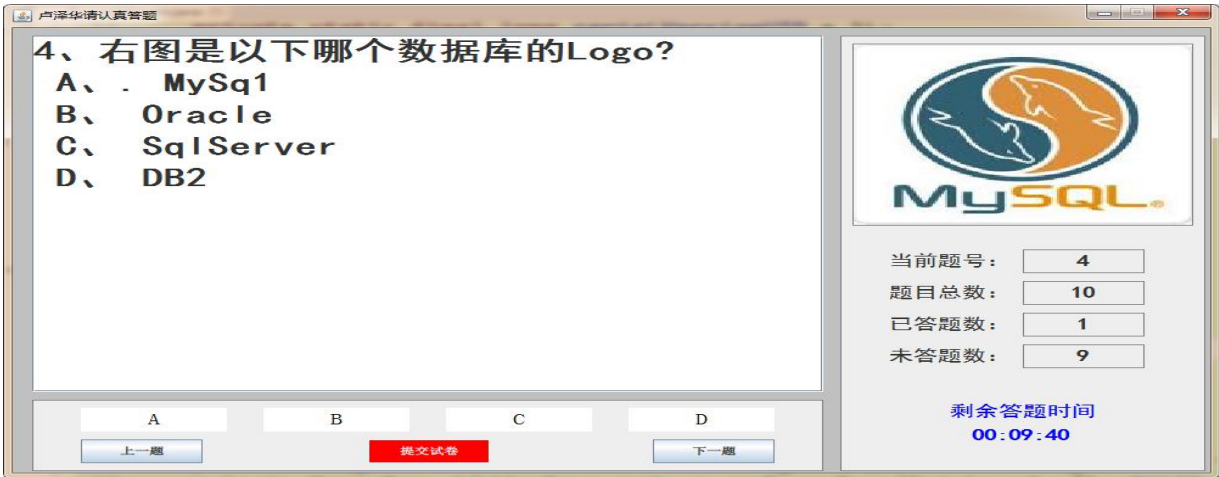 卢泽华请认真答题
4、右图是以下哪个数据库的Logo?
A、. MySq1
B、 Oracle
C、 SqlServer
D、 DB2
MySQL®
当前题号： 4
题目总数： 10
已答题数： 1
未答题数： 9
剩余答题时间
00:09:40
A B C D
上一题 提交试卷 下一题